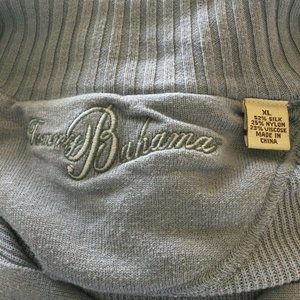 Tommy Bahama
XL
52% SILK
25% NYLON
23% VISCOSE
MADE IN
CHINA